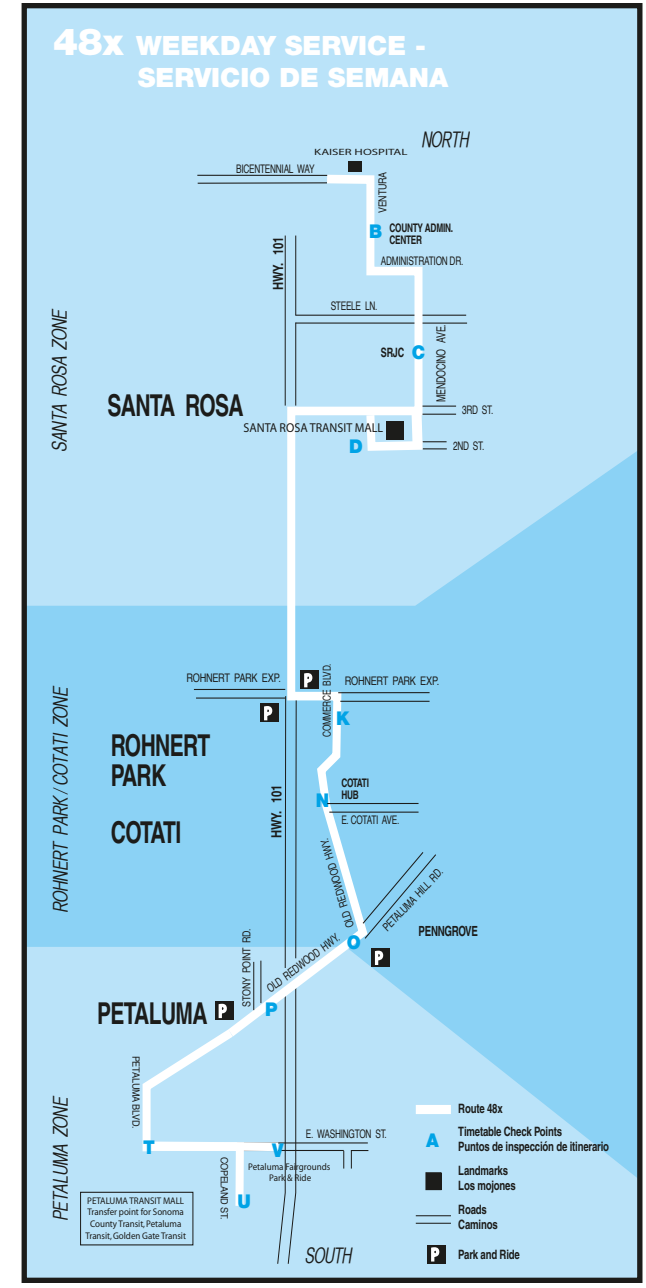 48x WEEKDAY SERVICE -
SERVICIO DE SEMANA
NORTH
KAISER HOSPITAL
BICENTENNIAL WAY
VENTURA
B
COUNTY ADMIN.
CENTER
HWY. 101
ADMINISTRATION DR.
STEELE LN.
SANTA ROSA ZONE
SRJC
C
MENDOCINO AVE.
SANTA ROSA
3RD ST.
SANTA ROSA TRANSIT MALL
D
2ND ST.
ROHNERT PARK EXP.
P
COMMERCE BLVD.
ROHNERT PARK EXP.
P
K
ROHNERT PARK/COTATI ZONE
ROHNERT
PARK
COTATI
HWY. 101
COTATI
HUB
N
E. COTATI AVE.
OLD REDWOOD HWY.
PETALUMA HILL RD.
PENNGROVE
O
P
STONY POINT RD.
OLD REDWOOD HWY.
PETALUMA
P
P
PETALUMA BLVD.
PETALUMA ZONE
T
V
E. WASHINGTON ST.
Petaluma Fairgrounds
Park & Ride
COPELAND ST.
U
PETALUMA TRANSIT MALL
Transfer point for Sonoma
County Transit, Petaluma
Transit, Golden Gate Transit
SOUTH
Route 48x
A
Timetable Check Points
Puntos de inspección de itinerario
Landmarks
Los mojones
Roads
Caminos
P
Park and Ride